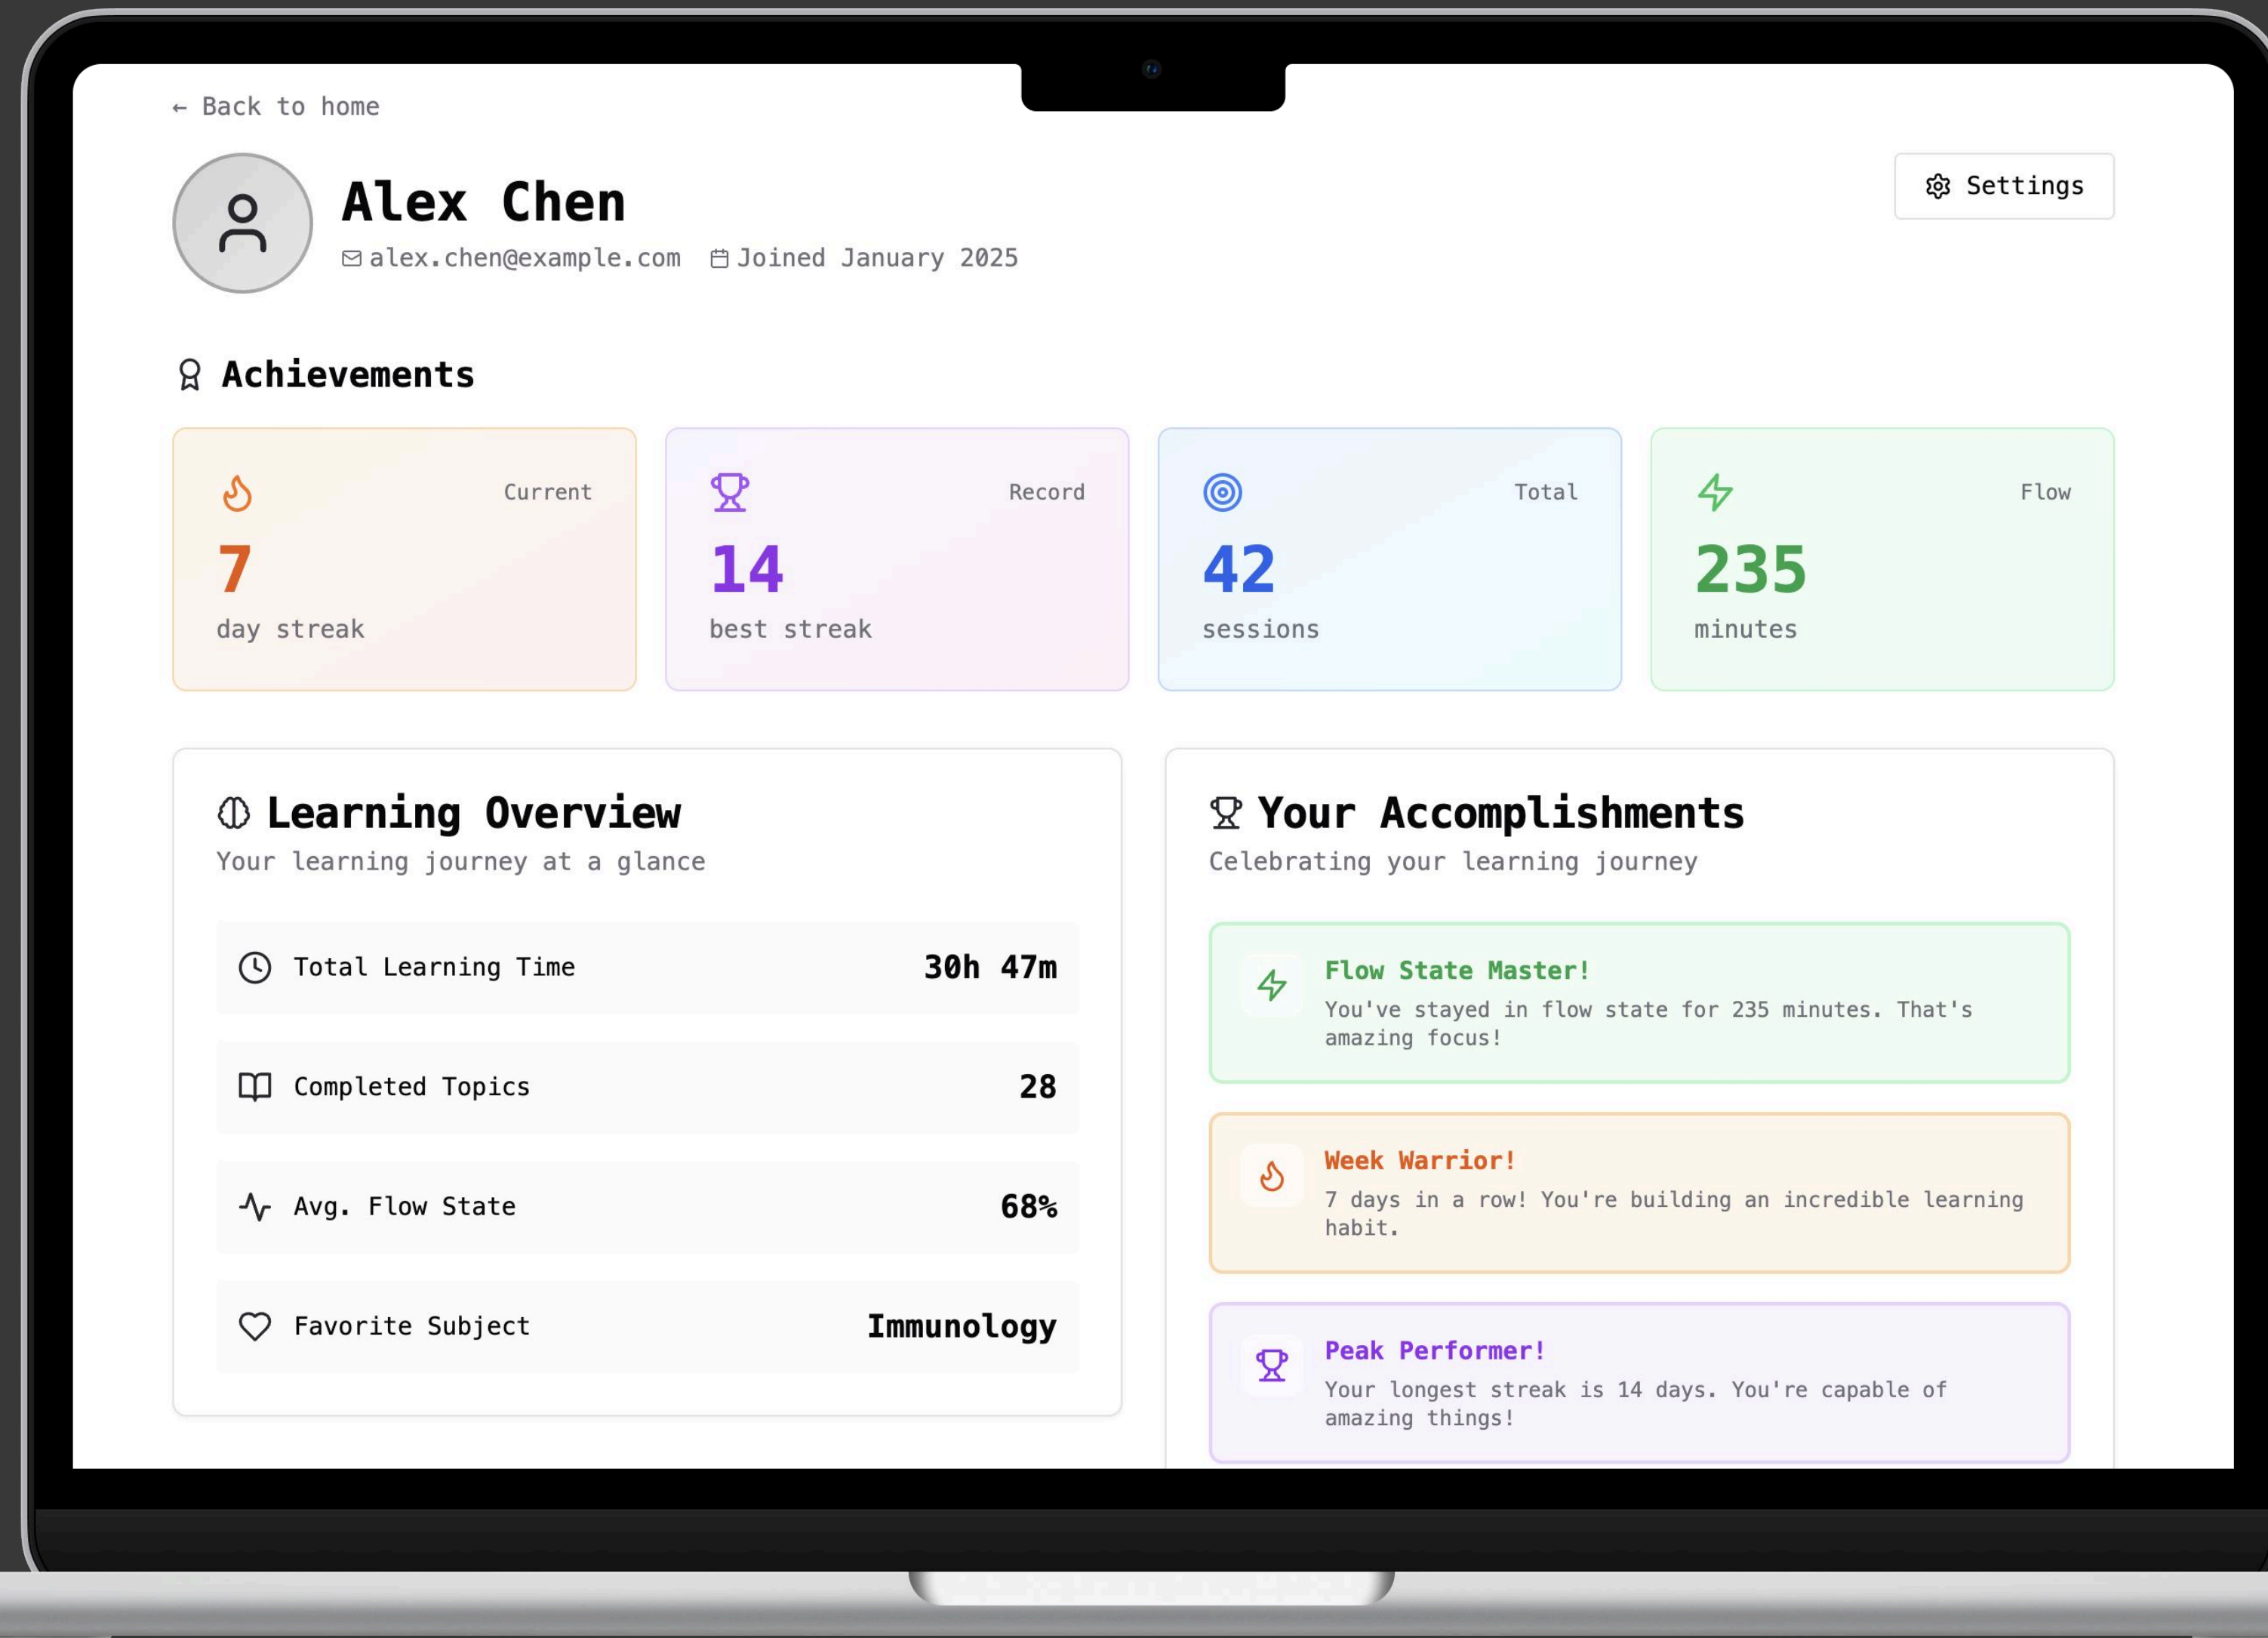 ← Back to home
Alex Chen
alex.chen@example.com Joined January 2025
Settings
Achievements
Current
7
day streak
Record
14
best streak
Total
42
sessions
Flow
235
minutes
Learning Overview
Your learning journey at a glance
Total Learning Time 30h 47m
Completed Topics 28
Avg. Flow State 68%
Favorite Subject Immunology
Your Accomplishments
Celebrating your learning journey
Flow State Master!
You've stayed in flow state for 235 minutes. That's
amazing focus!
Week Warrior!
7 days in a row! You're building an incredible learning
habit.
Peak Performer!
Your longest streak is 14 days. You're capable of
amazing things!